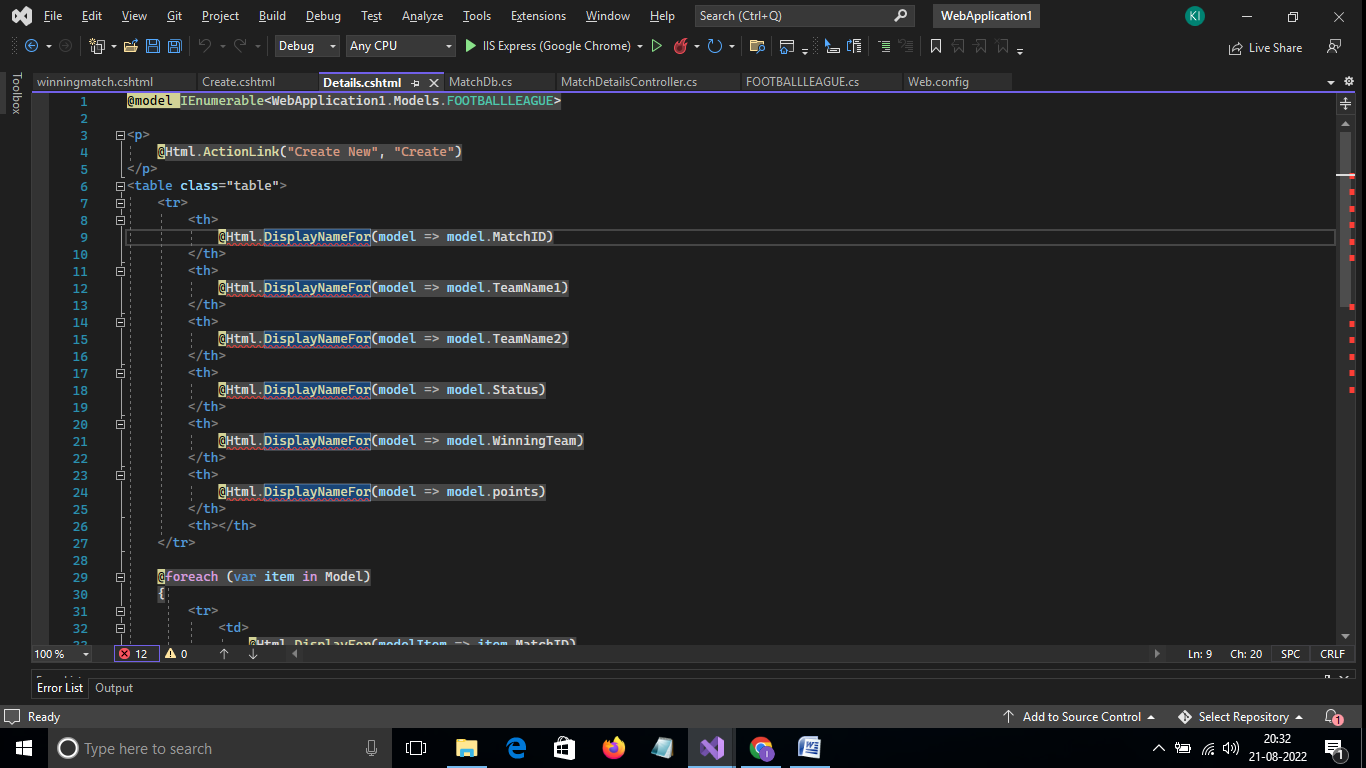 File Edit View Git Project Build Debug Test Analyze Tools Extensions Window Help Search (Ctrl+Q) WebApplication1 KI
Debug Any CPU IIS Express (Google Chrome) Live Share
Toolbox
winningmatch.cshtml Create.cshtml Details.cshtml MatchDb.cs MatchDetailsController.cs FOOTBALLLEAGUE.cs Web.config
1 @model IEnumerable<WebApplication1.Models.FOOTBALLLEAGUE>
2
3 <p>
4 @Html.ActionLink("Create New", "Create")
5 </p>
6 <table class="table">
7 <tr>
8 <th>
9 @Html.DisplayNameFor(model => model.MatchID)
10 </th>
11 <th>
12 @Html.DisplayNameFor(model => model.TeamName1)
13 </th>
14 <th>
15 @Html.DisplayNameFor(model => model.TeamName2)
16 </th>
17 <th>
18 @Html.DisplayNameFor(model => model.Status)
19 </th>
20 <th>
21 @Html.DisplayNameFor(model => model.WinningTeam)
22 </th>
23 <th>
24 @Html.DisplayNameFor(model => model.points)
25 </th>
26 <th></th>
27 </tr>
28
29 @foreach (var item in Model)
30 {
31 <tr>
32 <td>
33 @Html.DisplayFor(modelItem => item.MatchID)
100 % 12 0 Ln: 9 Ch: 20 SPC CRLF
Error List Output
Ready Add to Source Control Select Repository 1
Type here to search 20:32
21-08-2022 1